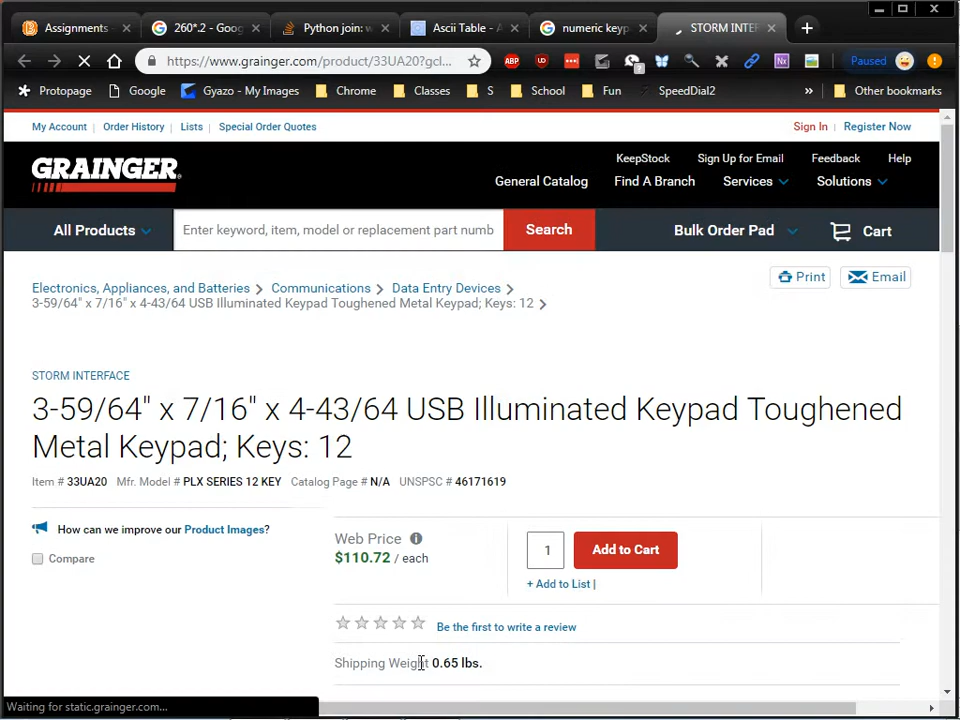 Assignments
260*.2 - Goog
Python join: w
Ascii Table - A
numeric keyp
STORM INTERF
https://www.grainger.com/product/33UA20?gcl...
ABP
Nx
Paused
Protopage
Google
Gyazo - My Images
Chrome
Classes
S
School
Fun
SpeedDial2
»
Other bookmarks
My Account | Order History | Lists | Special Order Quotes
Sign In | Register Now
GRAINGER
KeepStock Sign Up for Email Feedback Help
General Catalog Find A Branch Services Solutions
All Products
Enter keyword, item, model or replacement part numb
Search
Bulk Order Pad
Cart
Print
Email
Electronics, Appliances, and Batteries > Communications > Data Entry Devices >
3-59/64" x 7/16" x 4-43/64 USB Illuminated Keypad Toughened Metal Keypad; Keys: 12 >
STORM INTERFACE
3-59/64" x 7/16" x 4-43/64 USB Illuminated Keypad Toughened
Metal Keypad; Keys: 12
Item # 33UA20 Mfr. Model # PLX SERIES 12 KEY Catalog Page # N/A UNSPSC # 46171619
How can we improve our Product Images?
Compare
Web Price
$110.72 / each
1
Add to Cart
+ Add to List |
Be the first to write a review
Shipping Weight 0.65 lbs.
Waiting for static.grainger.com...